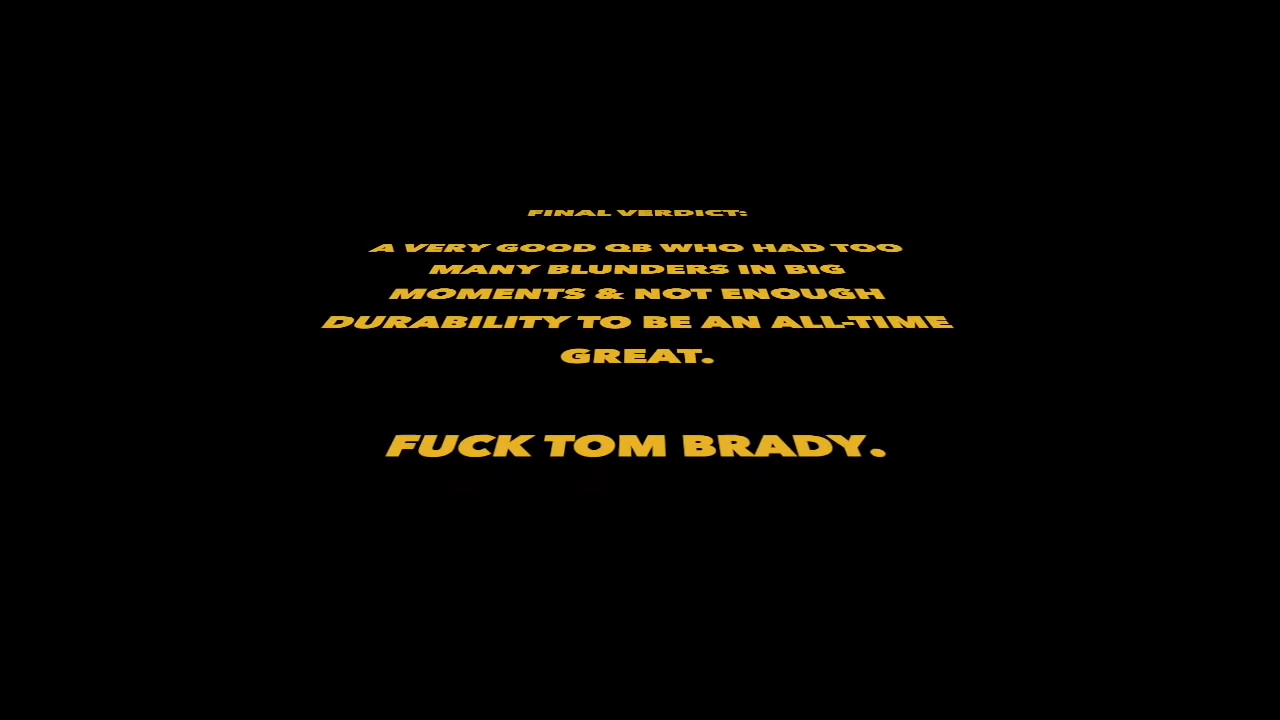 FINAL VERDICT:
A VERY GOOD QB WHO HAD TOO
MANY BLUNDERS IN BIG
MOMENTS & NOT ENOUGH
DURABILITY TO BE AN ALL-TIME
GREAT.
FUCK TOM BRADY.